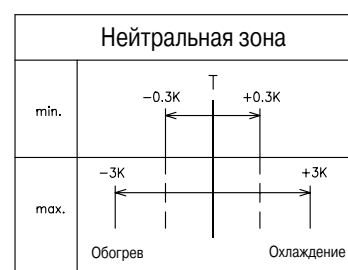 Нейтральная зона
T
min.
−0.3K +0.3K
−3K +3K
max.
Обогрев Охлаждение